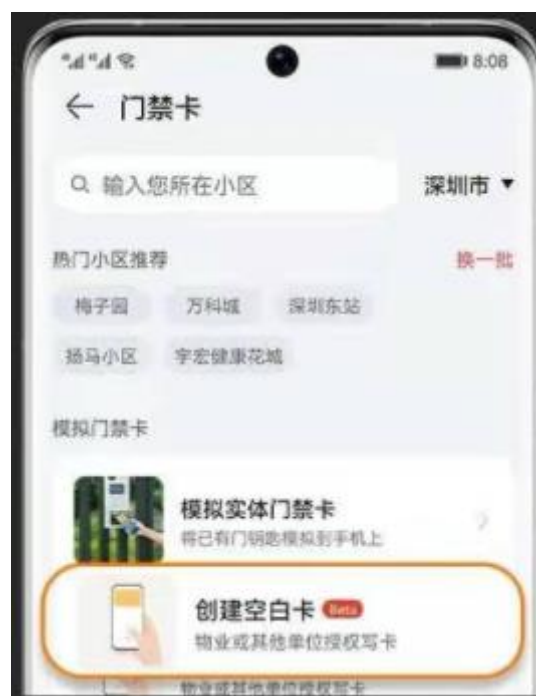 8:08
← 门禁卡
输入您所在小区 深圳市 ▼
热门小区推荐 换一批
梅子园 万科城 深圳东站
扬马小区 宇宏健康花城
模拟门禁卡
模拟实体门禁卡
将已有门钥匙模拟到手机上
创建空白卡 Beta
物业或其他单位授权写卡
物业或其他单位授权写卡